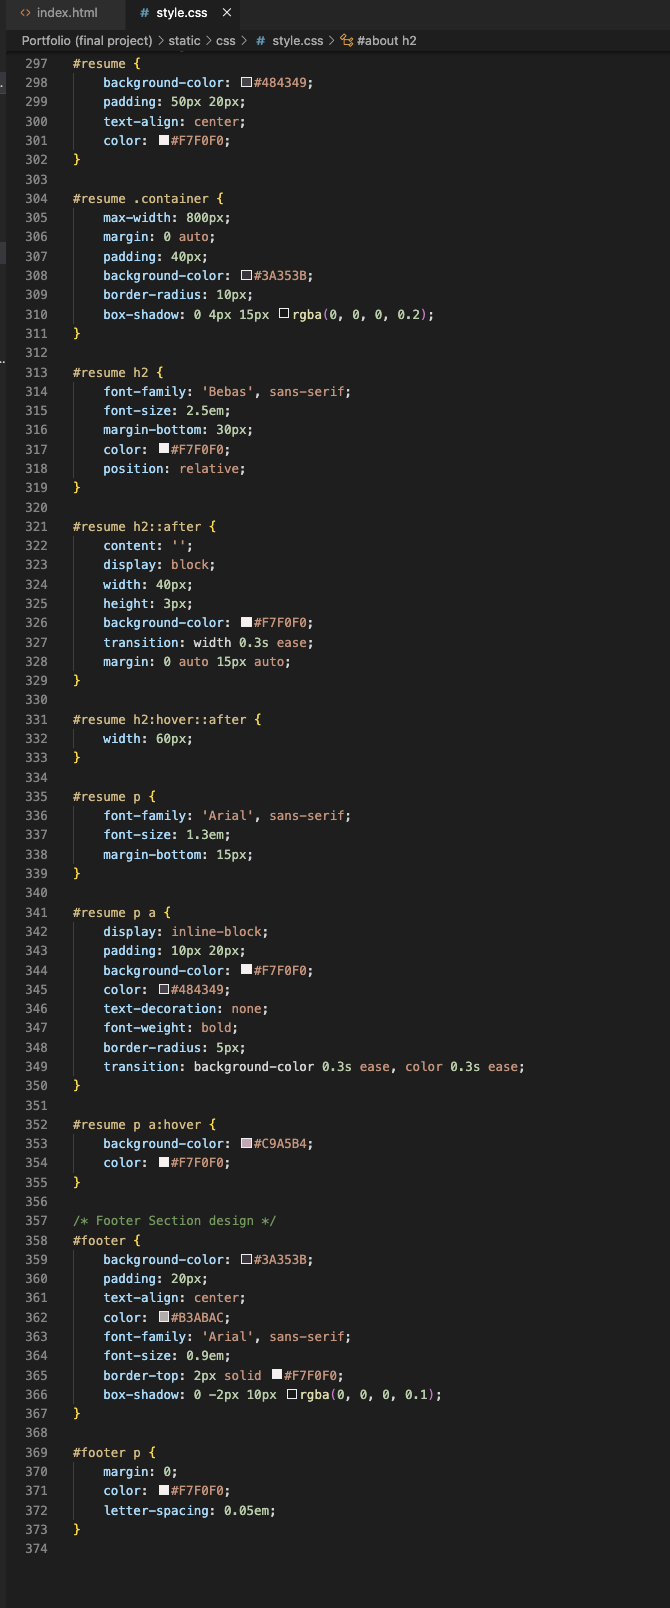 index.html
style.css
Portfolio (final project) > static > css > # style.css > #about h2
297 #resume {
298 background-color: #484349;
299 padding: 50px 20px;
300 text-align: center;
301 color: #F7F0F0;
302 }
303
304 #resume .container {
305 max-width: 800px;
306 margin: 0 auto;
307 padding: 40px;
308 background-color: #3A353B;
309 border-radius: 10px;
310 box-shadow: 0 4px 15px rgba(0, 0, 0, 0.2);
311 }
312
313 #resume h2 {
314 font-family: 'Bebas', sans-serif;
315 font-size: 2.5em;
316 margin-bottom: 30px;
317 color: #F7F0F0;
318 position: relative;
319 }
320
321 #resume h2::after {
322 content: '';
323 display: block;
324 width: 40px;
325 height: 3px;
326 background-color: #F7F0F0;
327 transition: width 0.3s ease;
328 margin: 0 auto 15px auto;
329 }
330
331 #resume h2:hover::after {
332 width: 60px;
333 }
334
335 #resume p {
336 font-family: 'Arial', sans-serif;
337 font-size: 1.3em;
338 margin-bottom: 15px;
339 }
340
341 #resume p a {
342 display: inline-block;
343 padding: 10px 20px;
344 background-color: #F7F0F0;
345 color: #484349;
346 text-decoration: none;
347 font-weight: bold;
348 border-radius: 5px;
349 transition: background-color 0.3s ease, color 0.3s ease;
350 }
351
352 #resume p a:hover {
353 background-color: #C9A5B4;
354 color: #F7F0F0;
355 }
356
357 /* Footer Section design */
358 #footer {
359 background-color: #3A353B;
360 padding: 20px;
361 text-align: center;
362 color: #B3ABAC;
363 font-family: 'Arial', sans-serif;
364 font-size: 0.9em;
365 border-top: 2px solid #F7F0F0;
366 box-shadow: 0 -2px 10px rgba(0, 0, 0, 0.1);
367 }
368
369 #footer p {
370 margin: 0;
371 color: #F7F0F0;
372 letter-spacing: 0.05em;
373 }
374